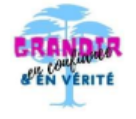 GRANDIR
en confiance
& EN VÉRITÉ